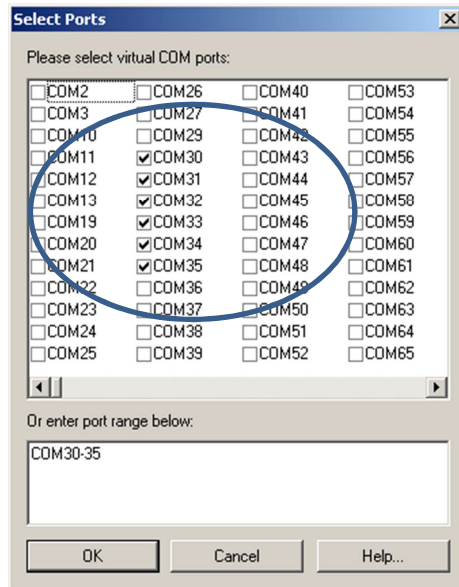 Select Ports
Please select virtual COM ports:
COM2 COM26 COM40 COM53
COM3 COM27 COM41 COM54
COM10 COM29 COM42 COM55
COM11 COM30 COM43 COM56
COM12 COM31 COM44 COM57
COM13 COM32 COM45 COM58
COM19 COM33 COM46 COM59
COM20 COM34 COM47 COM60
COM21 COM35 COM48 COM61
COM22 COM36 COM49 COM62
COM23 COM37 COM50 COM63
COM24 COM38 COM51 COM64
COM25 COM39 COM52 COM65
Or enter port range below:
COM30-35
OK Cancel Help...